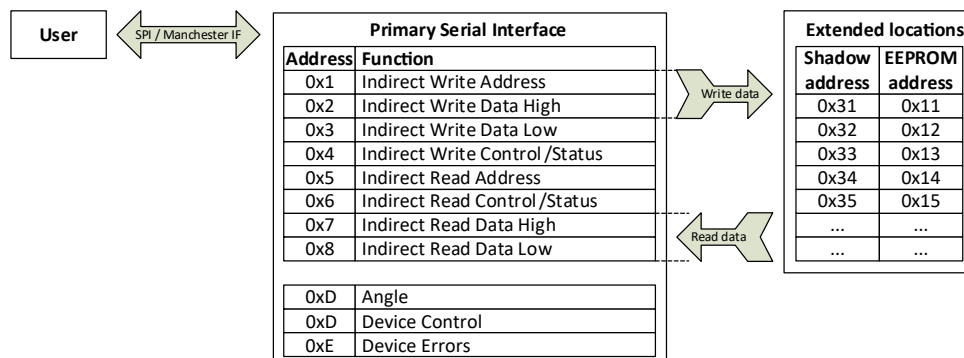 User
SPI / Manchester IF
Primary Serial Interface
Address Function
0x1 Indirect Write Address
0x2 Indirect Write Data High
0x3 Indirect Write Data Low
0x4 Indirect Write Control/Status
0x5 Indirect Read Address
0x6 Indirect Read Control/Status
0x7 Indirect Read Data High
0x8 Indirect Read Data Low
0xD Angle
0xD Device Control
0xE Device Errors
Write data
Read data
Extended locations
Shadow address EEPROM address
0x31 0x11
0x32 0x12
0x33 0x13
0x34 0x14
0x35 0x15
... ...
... ...